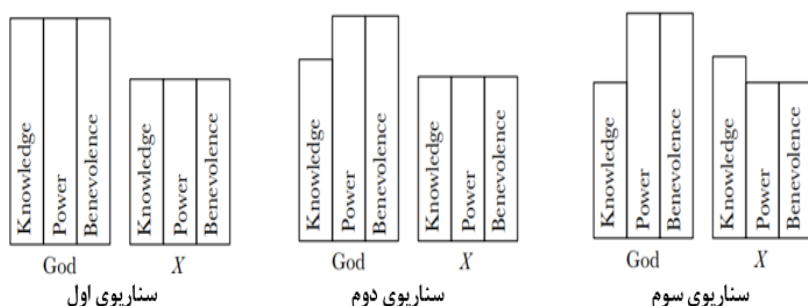 Knowledge Power Benevolence Knowledge Power Benevolence
God X
سناریوی اول
Knowledge Power Benevolence Knowledge Power Benevolence
God X
سناریوی دوم
Knowledge Power Benevolence Knowledge Power Benevolence
God X
سناریوی سوم